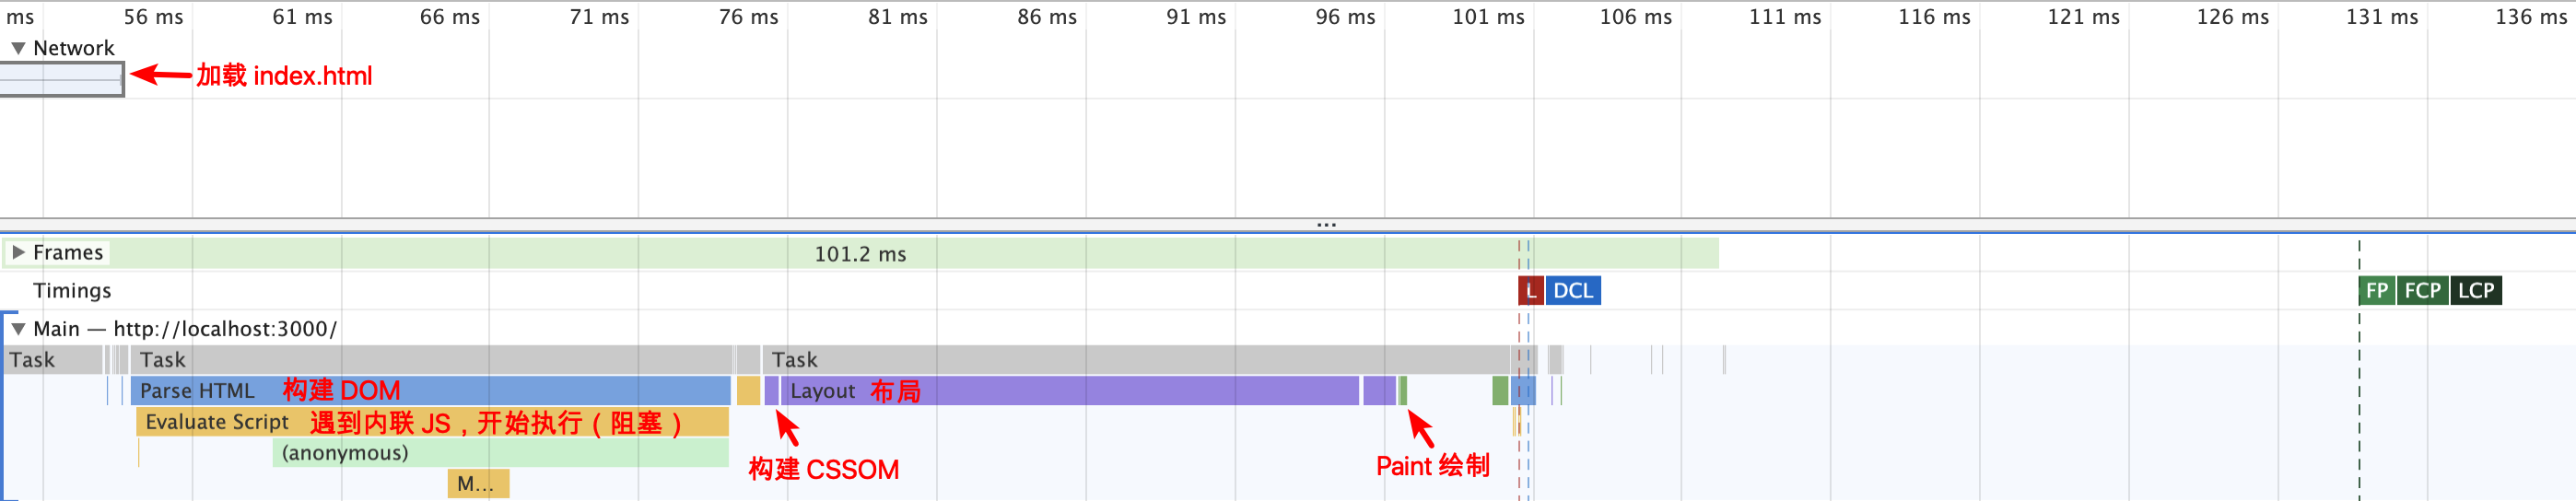 ms 56 ms 61 ms 66 ms 71 ms 76 ms 81 ms 86 ms 91 ms 96 ms 101 ms 106 ms 111 ms 116 ms 121 ms 126 ms 131 ms 136 ms
▼ Network
加载 index.html
...
▶ Frames 101.2 ms
Timings L DCL FP FCP LCP
▼ Main — http://localhost:3000/
Task Task Task
Parse HTML 构建 DOM Layout 布局
Evaluate Script 遇到内联 JS，开始执行（阻塞）
(anonymous)
构建 CSSOM Paint 绘制
M...